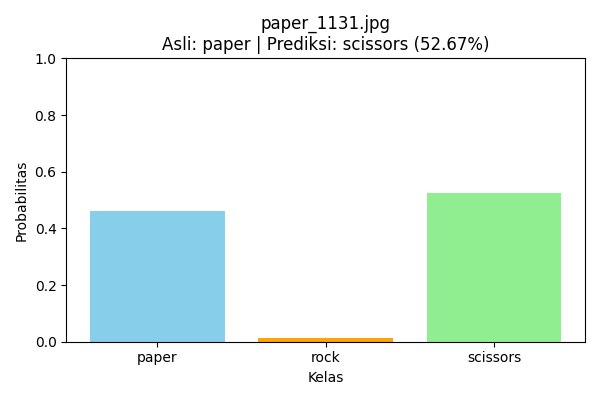 paper_1131.jpg
Asli: paper | Prediksi: scissors (52.67%)
1.0
0.8
0.6
0.4
0.2
0.0
Probabilitas
paper rock scissors
Kelas